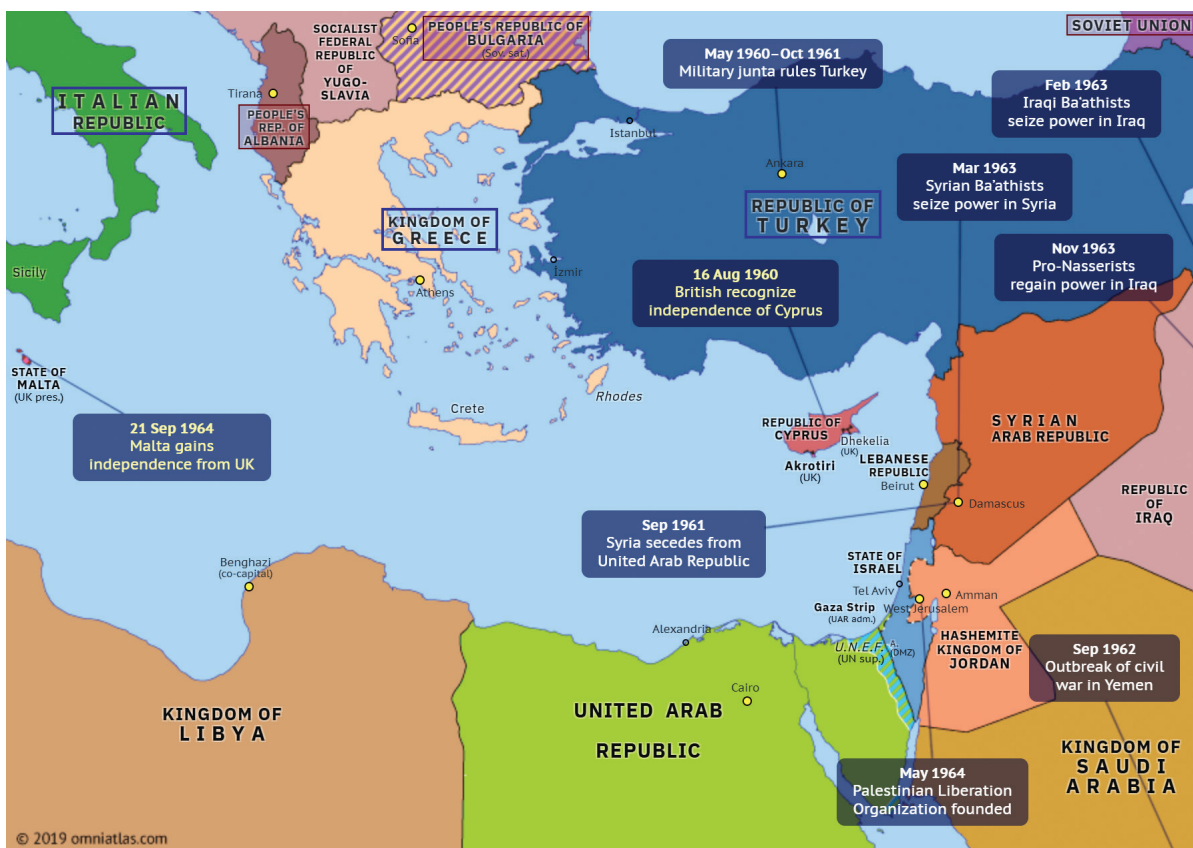 SOCIALIST
FEDERAL
REPUBLIC
OF
YUGO-
SLAVIA
Sofia
PEOPLE'S REPUBLIC OF
BULGARIA
(Sov. sat.)
SOVIET UNION
May 1960–Oct 1961
Military junta rules Turkey
Feb 1963
Iraqi Ba'athists
seize power in Iraq
ITALIAN
REPUBLIC
Tirana
PEOPLE'S
REP. OF
ALBANIA
Istanbul
Ankara
Mar 1963
Syrian Ba'athists
seize power in Syria
KINGDOM OF
GREECE
REPUBLIC OF
TURKEY
Nov 1963
Pro-Nasserists
regain power in Iraq
Sicily
Athens
İzmir
16 Aug 1960
British recognize
independence of Cyprus
STATE OF
MALTA
(UK pres.)
Rhodes
Crete
21 Sep 1964
Malta gains
independence from UK
REPUBLIC OF
CYPRUS
Dhekelia
(UK)
Akrotiri
(UK)
LEBANESE
REPUBLIC
Beirut
SYRIAN
ARAB REPUBLIC
Damascus
REPUBLIC
OF
IRAQ
Sep 1961
Syria secedes from
United Arab Republic
Benghazi
(co-capital)
STATE OF
ISRAEL
Tel Aviv
Gaza Strip
(UAR adm.)
West Jerusalem
Amman
Alexandria
U.N.E.F.
(UN sup.)
A.
(DMZ)
HASHEMITE
KINGDOM OF
JORDAN
Sep 1962
Outbreak of civil
war in Yemen
Cairo
KINGDOM OF
LIBYA
UNITED ARAB
REPUBLIC
KINGDOM OF
SAUDI
ARABIA
May 1964
Palestinian Liberation
Organization founded
© 2019 omniatlas.com